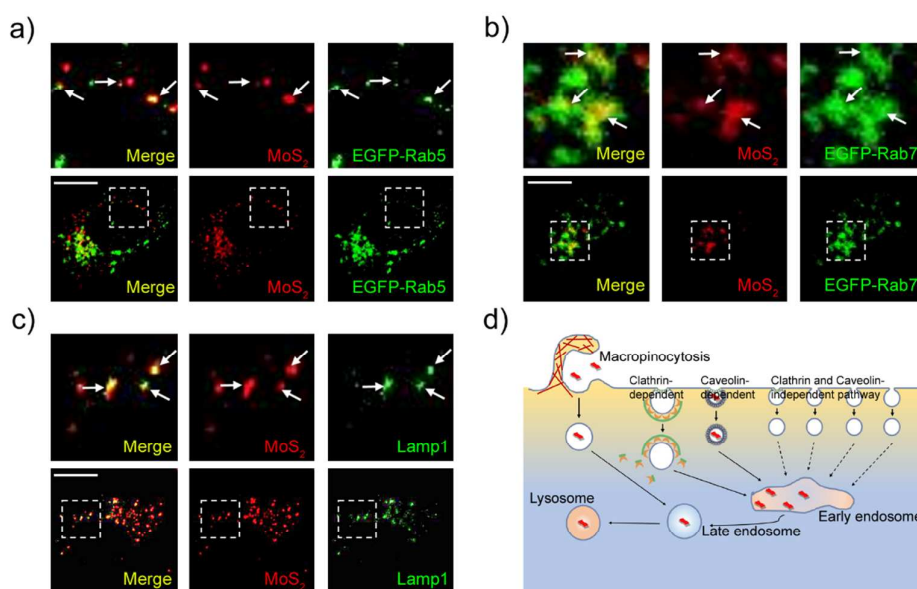 a)
Merge
MoS₂
EGFP-Rab5
Merge
MoS₂
EGFP-Rab5
b)
Merge
MoS₂
EGFP-Rab7
Merge
MoS₂
EGFP-Rab7
c)
Merge
MoS₂
Lamp1
Merge
MoS₂
Lamp1
d)
Macropinocytosis
Clathrin-
dependent
Caveolin-
dependent
Clathrin and Caveolin-
independent pathway
Lysosome
Late endosome
Early endosome